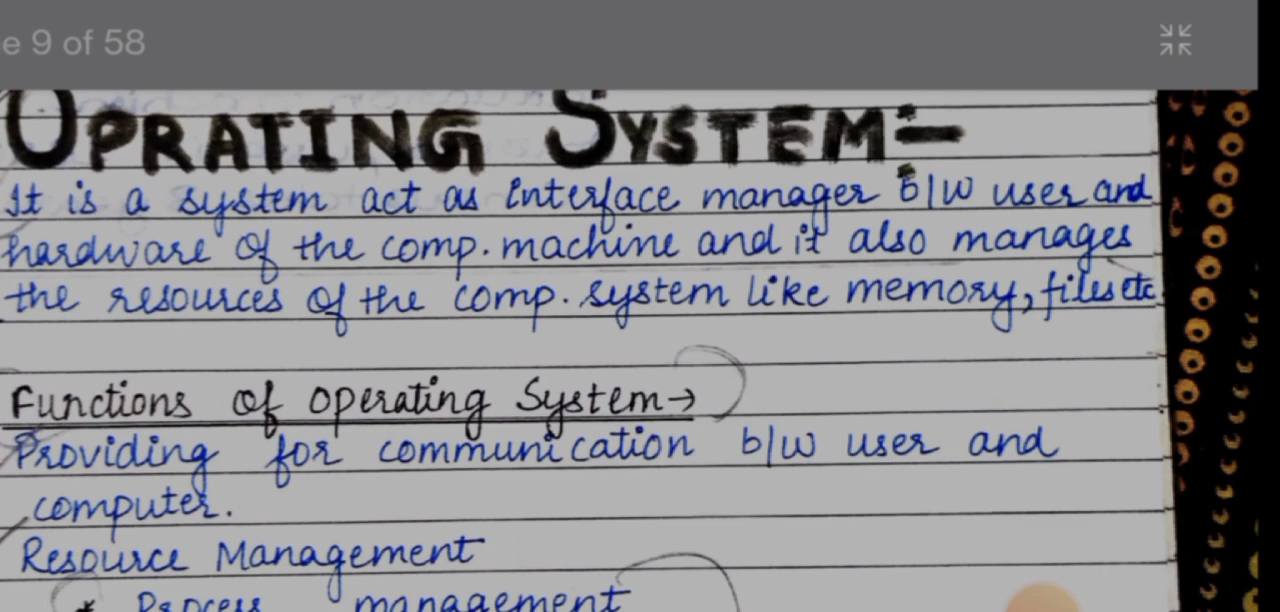 e 9 of 58
OPRATING SYSTEM:-
It is a system act as interface manager b/w user and
hardware of the comp. machine and it also manages
the resources of the comp. system like memory, files etc
Functions of Operating System→
Providing for communication b/w user and
computer.
Resource Management
* Process management